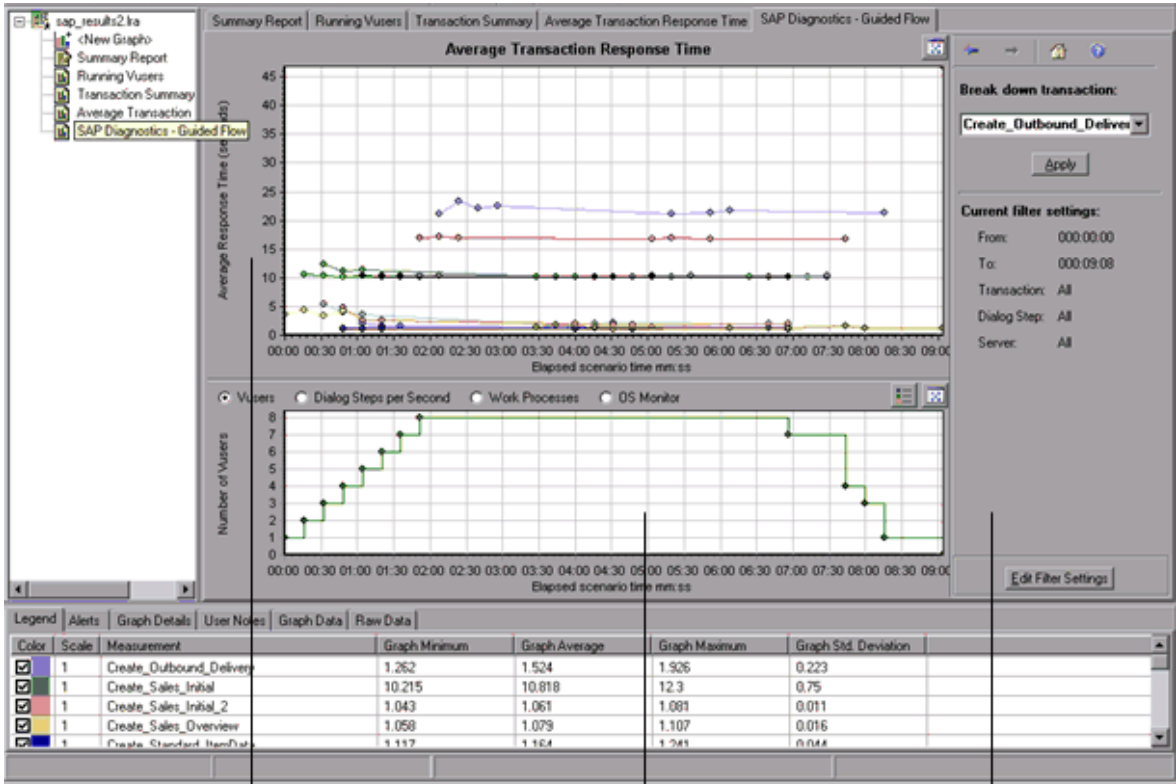 sap_results2.lra
<New Graph>
Summary Report
Running Vusers
Transaction Summary
Average Transaction
SAP Diagnostics - Guided Flow
Summary Report Running Vusers Transaction Summary Average Transaction Response Time SAP Diagnostics - Guided Flow
Average Transaction Response Time
Average Response Time (seconds)
45
40
35
30
25
20
15
10
5
0
00:00 00:30 01:00 01:30 02:00 02:30 03:00 03:30 04:00 04:30 05:00 05:30 06:00 06:30 07:00 07:30 08:00 08:30 09:00
Elapsed scenario time mm:ss
Vusers Dialog Steps per Second Work Processes OS Monitor
Number of Vusers
8
7
6
5
4
3
2
1
0
00:00 00:30 01:00 01:30 02:00 02:30 03:00 03:30 04:00 04:30 05:00 05:30 06:00 06:30 07:00 07:30 08:00 08:30 09:00
Elapsed scenario time mm:ss
Break down transaction:
Create_Outbound_Deliver
Apply
Current filter settings:
From: 000:00:00
To: 000:09:08
Transaction: All
Dialog Step: All
Server: All
Edit Filter Settings
Legend Alerts Graph Details User Notes Graph Data Raw Data
Color Scale Measurement Graph Minimum Graph Average Graph Maximum Graph Std. Deviation
1 Create_Outbound_Delivery 1.262 1.524 1.926 0.223
1 Create_Sales_Initial 10.215 10.818 12.3 0.75
1 Create_Sales_Initial_2 1.043 1.061 1.081 0.011
1 Create_Sales_Overview 1.058 1.079 1.107 0.016
1 Create_Standard_ItemData 1.117 1.164 1.241 0.044